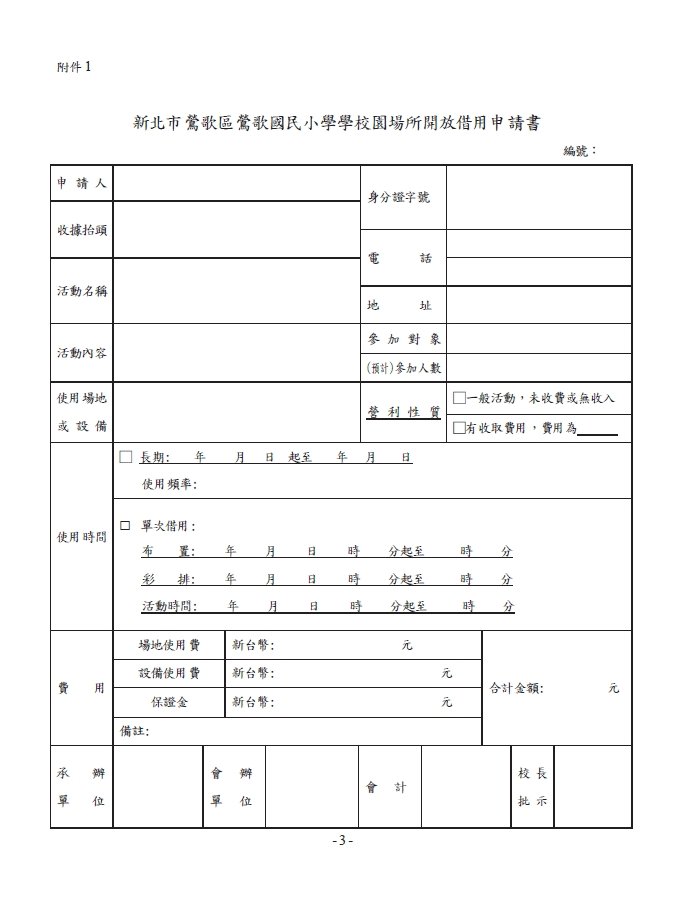 附件 1
新北市鶯歌區鶯歌國民小學學校園場所開放借用申請書
編號：
申 請 人
身分證字號
收據抬頭
電 話
活動名稱
地 址
活動內容
參 加 對 象
(預計)參加人數
使用場地
或 設 備
營 利 性 質
□一般活動，未收費或無收入
□有收取費用，費用為_____
使用時間
□ 長期： 年 月 日 起至 年 月 日
使用頻率：
□ 單次借用：
布 置： 年 月 日 時 分起至 時 分
彩 排： 年 月 日 時 分起至 時 分
活動時間： 年 月 日 時 分起至 時 分
費 用
場地使用費 新台幣： 元
設備使用費 新台幣： 元
保證金 新台幣： 元
合計金額： 元
備註：
承 辦
單 位
會 辦
單 位
會 計
校 長
批 示
- 3 -